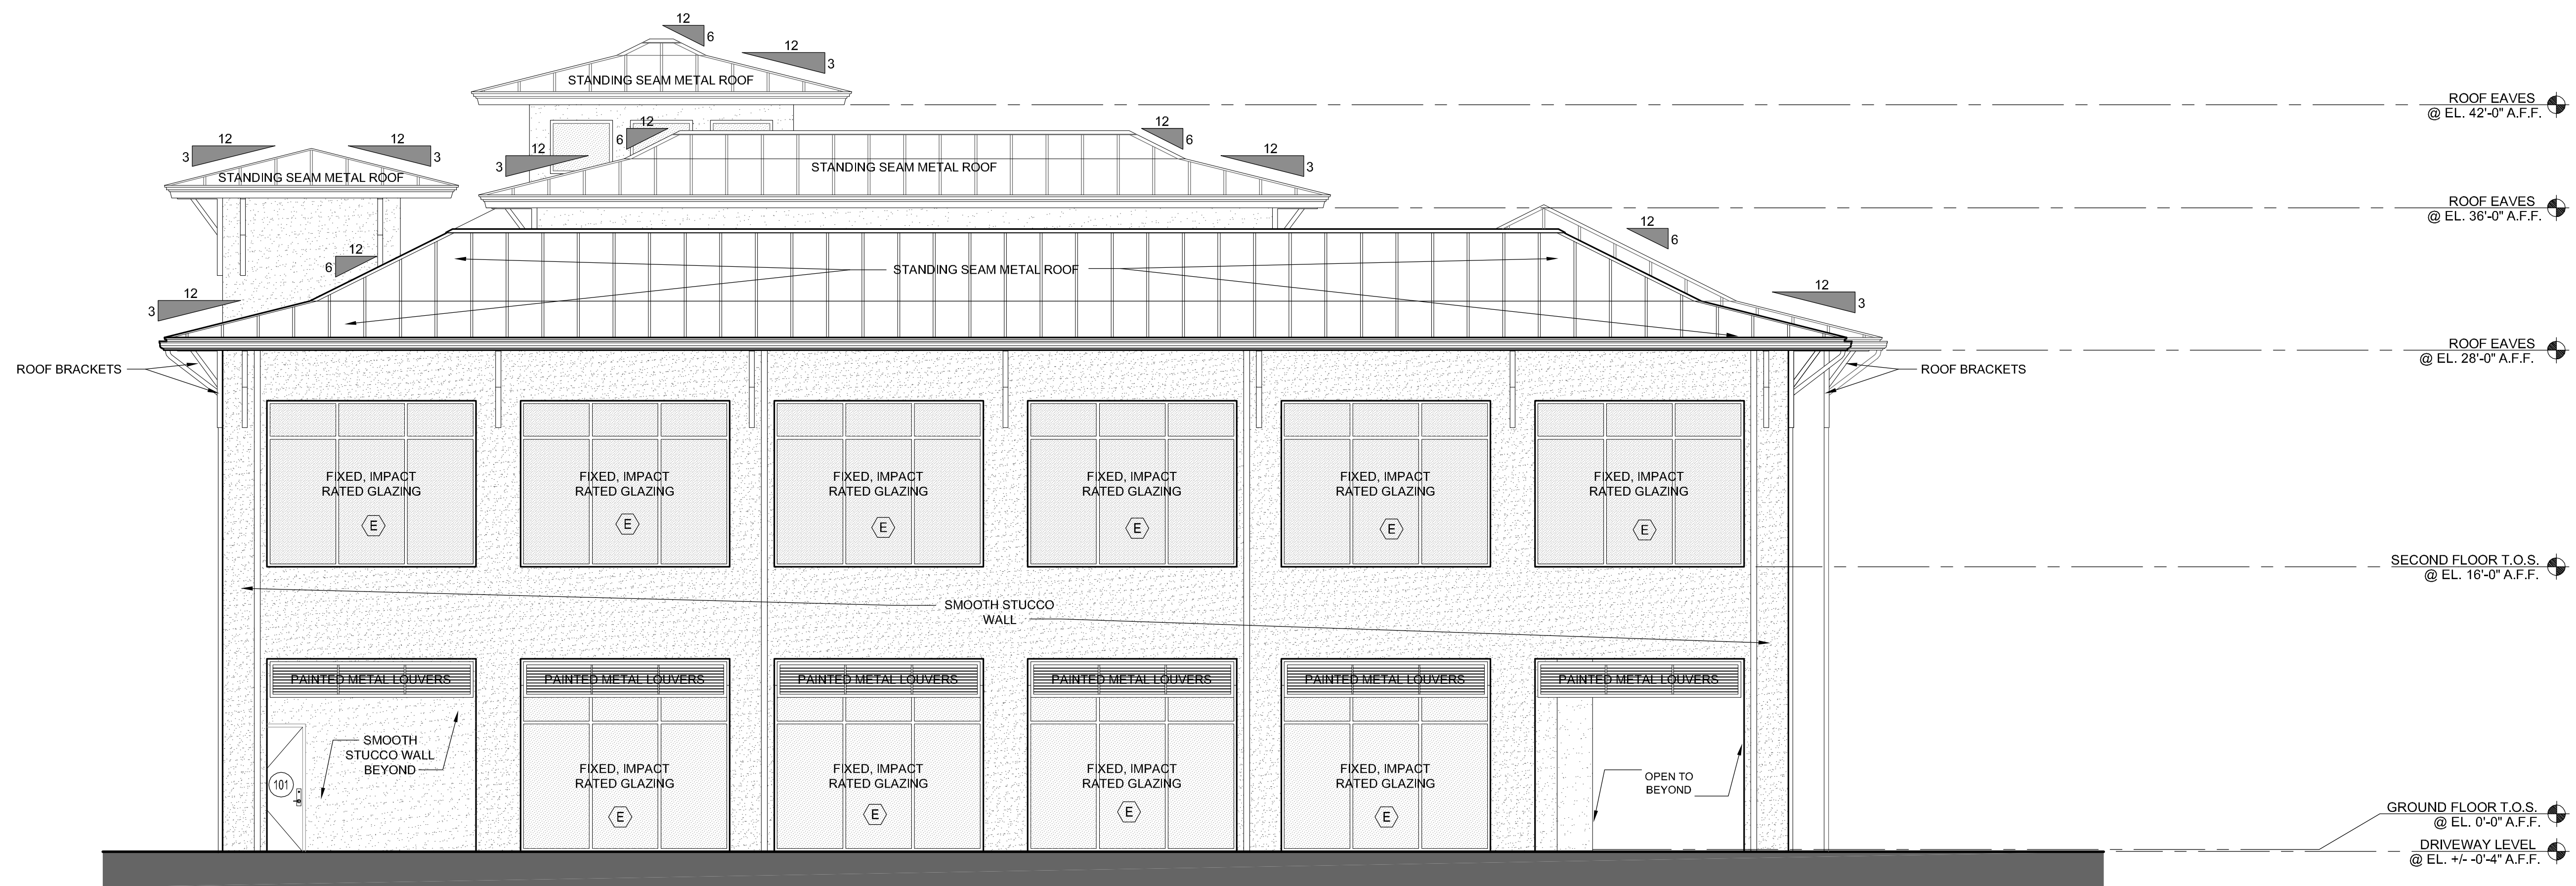 12
6
12
3
STANDING SEAM METAL ROOF
ROOF EAVES
@ EL. 42'-0" A.F.F.
12
3
12
3
STANDING SEAM METAL ROOF
12
6
12
3
12
6
12
3
STANDING SEAM METAL ROOF
ROOF EAVES
@ EL. 36'-0" A.F.F.
12
6
12
6
STANDING SEAM METAL ROOF
12
3
12
3
ROOF EAVES
@ EL. 28'-0" A.F.F.
ROOF BRACKETS
ROOF BRACKETS
FIXED, IMPACT
RATED GLAZING
E
FIXED, IMPACT
RATED GLAZING
E
FIXED, IMPACT
RATED GLAZING
E
FIXED, IMPACT
RATED GLAZING
E
FIXED, IMPACT
RATED GLAZING
E
FIXED, IMPACT
RATED GLAZING
E
SECOND FLOOR T.O.S.
@ EL. 16'-0" A.F.F.
SMOOTH STUCCO
WALL
PAINTED METAL LOUVERS
PAINTED METAL LOUVERS
PAINTED METAL LOUVERS
PAINTED METAL LOUVERS
PAINTED METAL LOUVERS
PAINTED METAL LOUVERS
SMOOTH
STUCCO WALL
BEYOND
101
FIXED, IMPACT
RATED GLAZING
E
FIXED, IMPACT
RATED GLAZING
E
FIXED, IMPACT
RATED GLAZING
E
FIXED, IMPACT
RATED GLAZING
E
OPEN TO
BEYOND
GROUND FLOOR T.O.S.
@ EL. 0'-0" A.F.F.
DRIVEWAY LEVEL
@ EL. +/- -0'-4" A.F.F.